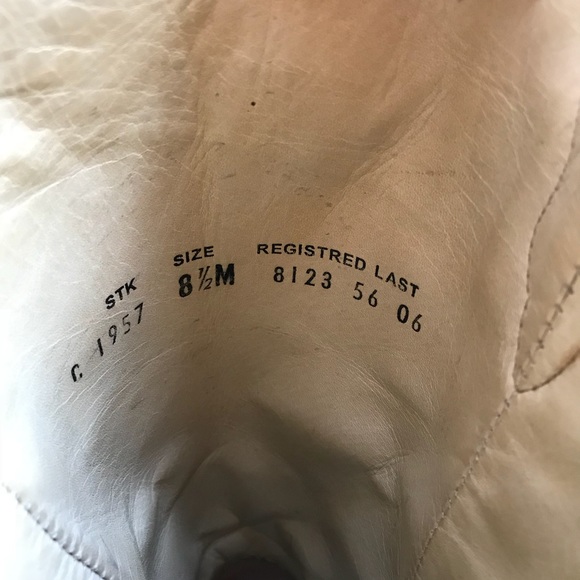 STK SIZE REGISTRED LAST
C 1957 8½M 8123 56 06